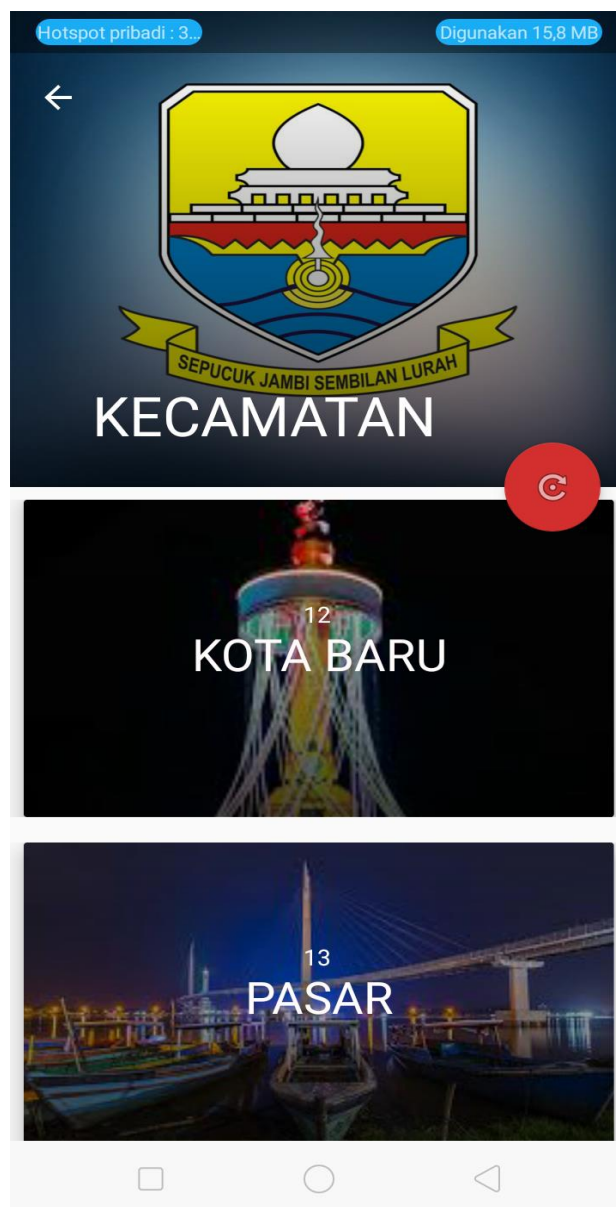 Hotspot pribadi : 3...
Digunakan 15,8 MB
SEPUCUK JAMBI SEMBILAN LURAH
KECAMATAN
12
KOTA BARU
13
PASAR